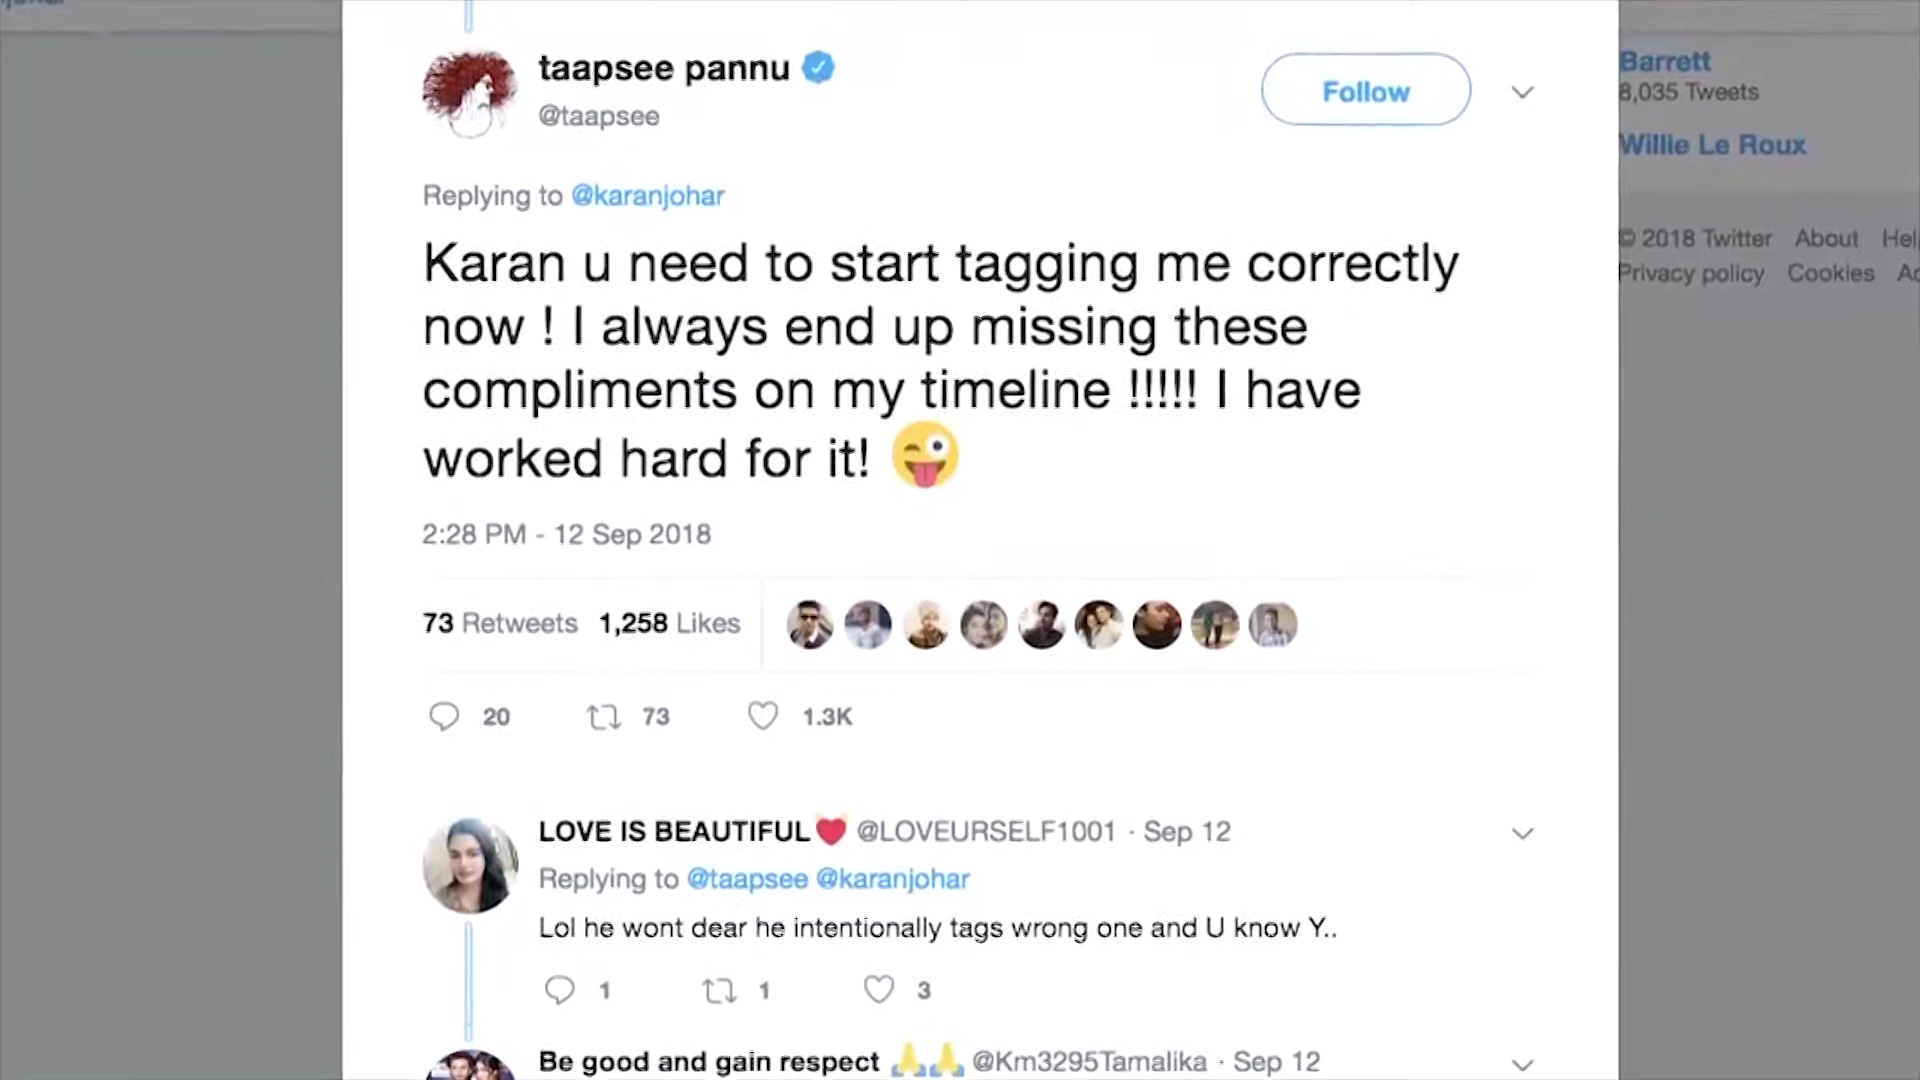 taapsee pannu
@taapsee
Follow
Replying to @karanjohar
Karan u need to start tagging me correctly
now ! I always end up missing these
compliments on my timeline !!!!! I have
worked hard for it! 😜
2:28 PM - 12 Sep 2018
73 Retweets 1,258 Likes
20 73 1.3K
LOVE IS BEAUTIFUL❤ @LOVEURSELF1001 · Sep 12
Replying to @taapsee @karanjohar
Lol he wont dear he intentionally tags wrong one and U know Y..
1 1 3
Be good and gain respect 🙏🙏 @Km3295Tamalika · Sep 12
Barrett
8,035 Tweets
Willie Le Roux
© 2018 Twitter About
Privacy policy Cookies